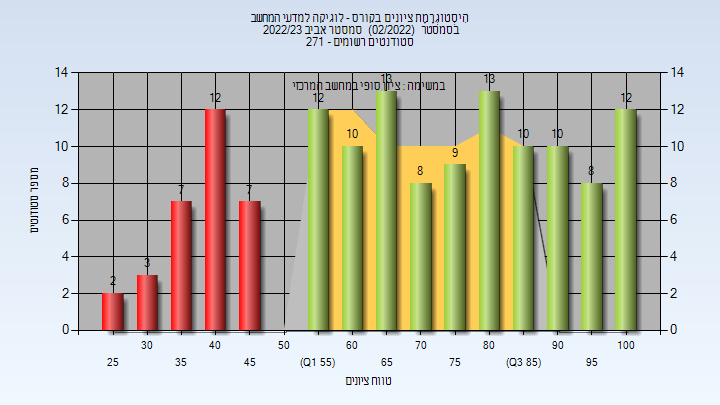 הִיסְטוֹגְרָמַת ציונים בקורס - לוגיקה למדעי המחשב
בסמסטר (02/2022) סמסטר אביב 2022/23
סטודנטים רשומים - 271
במשימה : ציון סופי במחשב המרכזי
מספר סטודנטים
14 14
12 12
10 10
8 8
6 6
4 4
2 2
0 0
2 3 7 12 7 12 10 13 8 9 13 10 10 8 12
30 40 50 60 70 80 90 100
25 35 45 (Q1 55) 65 75 (Q3 85) 95
טווח ציונים